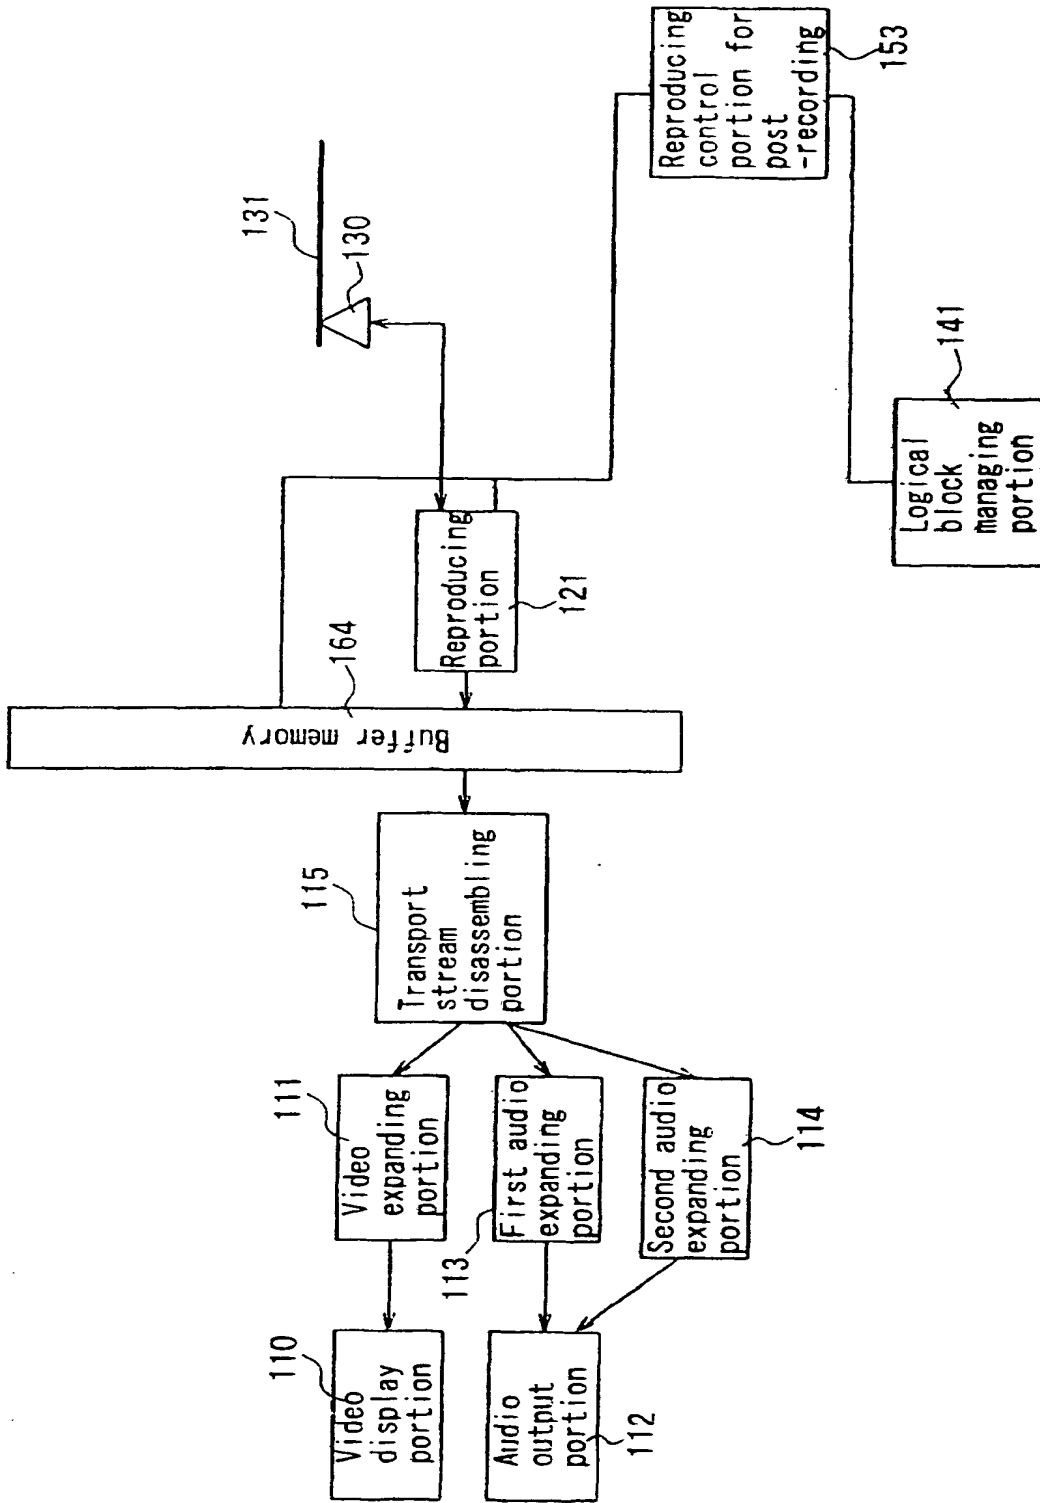 110
Video
display
portion
111
Video
expanding
portion
115
Transport
stream
disassembling
portion
Buffer memory
164
131
130
Reproducing
portion
121
Audio
output
portion
112
113
First audio
expanding
portion
Second audio
expanding
portion
114
Reproducing
control
portion for
post
-recording
153
Logical
block
managing
portion
141